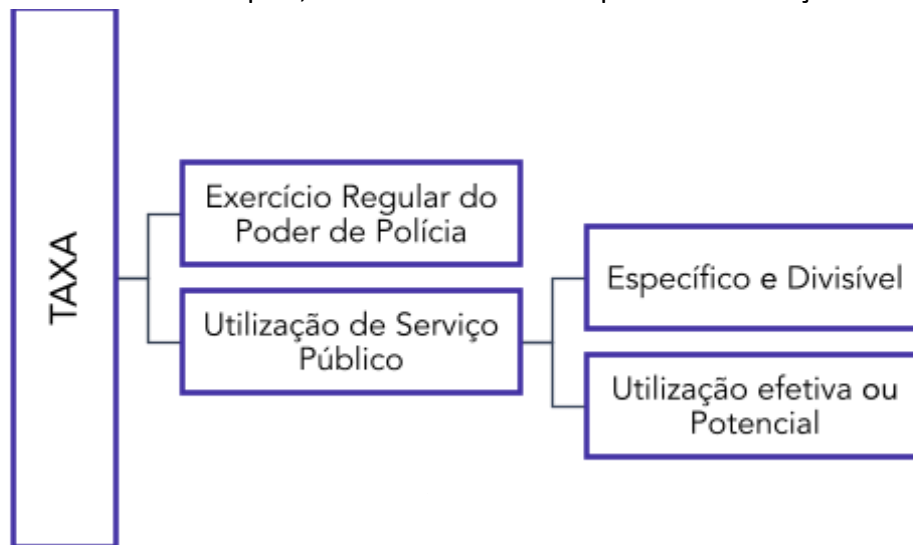 TAXA
Exercício Regular do
Poder de Polícia
Utilização de Serviço
Público
Específico e Divisível
Utilização efetiva ou
Potencial